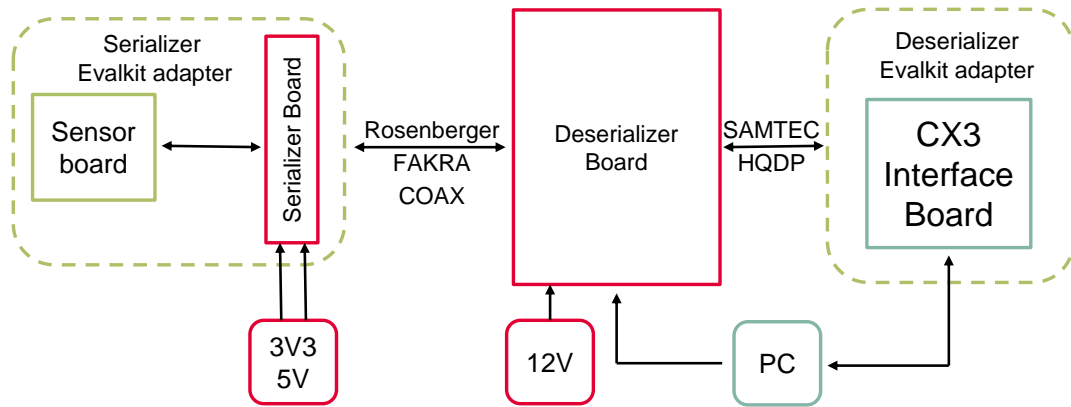 Serializer
Evalkit adapter
Sensor
board
Serializer Board
Rosenberger
FAKRA
COAX
Deserializer
Board
SAMTEC
HQDP
Deserializer
Evalkit adapter
CX3
Interface
Board
3V3
5V
12V
PC